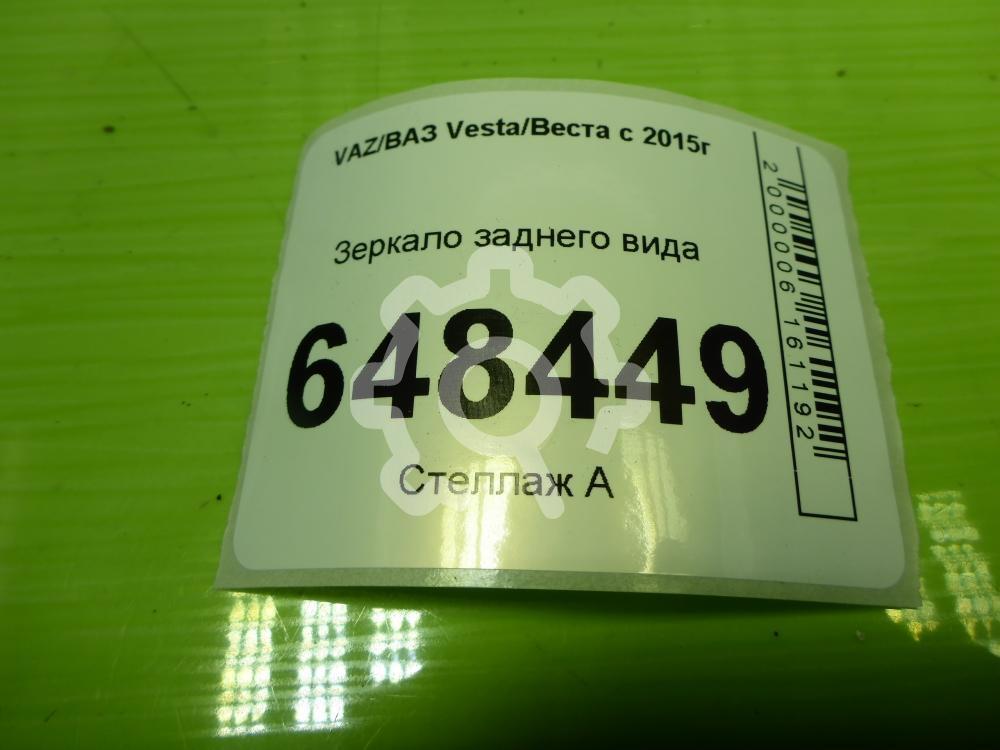 VAZ/ВАЗ Vesta/Веста с 2015г
Зеркало заднего вида
648449
Стеллаж А
2000006161192